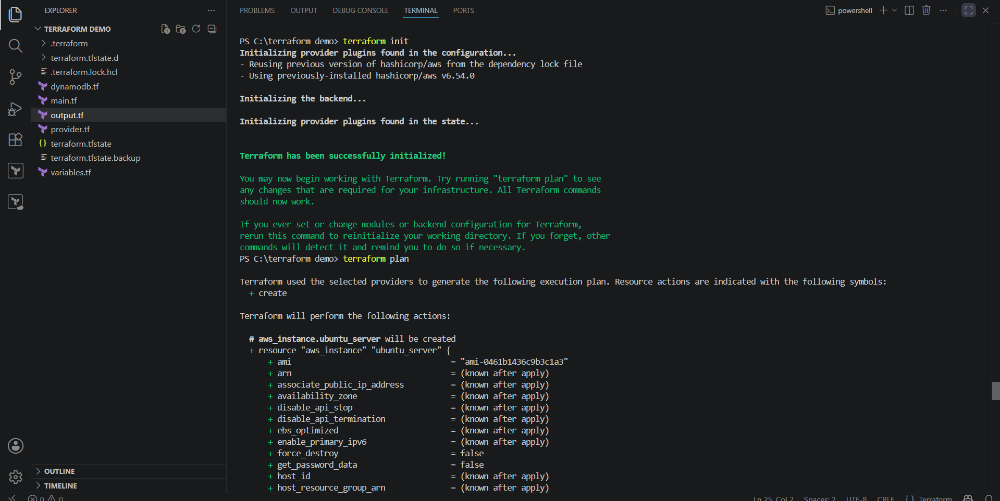 EXPLORER
PROBLEMS OUTPUT DEBUG CONSOLE TERMINAL PORTS
powershell
TERRAFORM DEMO
.terraform
terraform.tfstate.d
.terraform.lock.hcl
dynamodb.tf
main.tf
output.tf
provider.tf
terraform.tfstate
terraform.tfstate.backup
variables.tf
OUTLINE
TIMELINE
PS C:\terraform demo> terraform init
Initializing provider plugins found in the configuration...
- Reusing previous version of hashicorp/aws from the dependency lock file
- Using previously-installed hashicorp/aws v6.54.0
Initializing the backend...
Initializing provider plugins found in the state...
Terraform has been successfully initialized!
You may now begin working with Terraform. Try running "terraform plan" to see
any changes that are required for your infrastructure. All Terraform commands
should now work.
If you ever set or change modules or backend configuration for Terraform,
rerun this command to reinitialize your working directory. If you forget, other
commands will detect it and remind you to do so if necessary.
PS C:\terraform demo> terraform plan
Terraform used the selected providers to generate the following execution plan. Resource actions are indicated with the following symbols:
+ create
Terraform will perform the following actions:
# aws_instance.ubuntu_server will be created
+ resource "aws_instance" "ubuntu_server" {
+ ami = "ami-0461b1436c9b3c1a3"
+ arn = (known after apply)
+ associate_public_ip_address = (known after apply)
+ availability_zone = (known after apply)
+ disable_api_stop = (known after apply)
+ disable_api_termination = (known after apply)
+ ebs_optimized = (known after apply)
+ enable_primary_ipv6 = (known after apply)
+ force_destroy = false
+ get_password_data = false
+ host_id = (known after apply)
+ host_resource_group_arn = (known after apply)
0 0 Ln 25, Col 2 Spaces: 2 UTF-8 CRLF { } Terraform